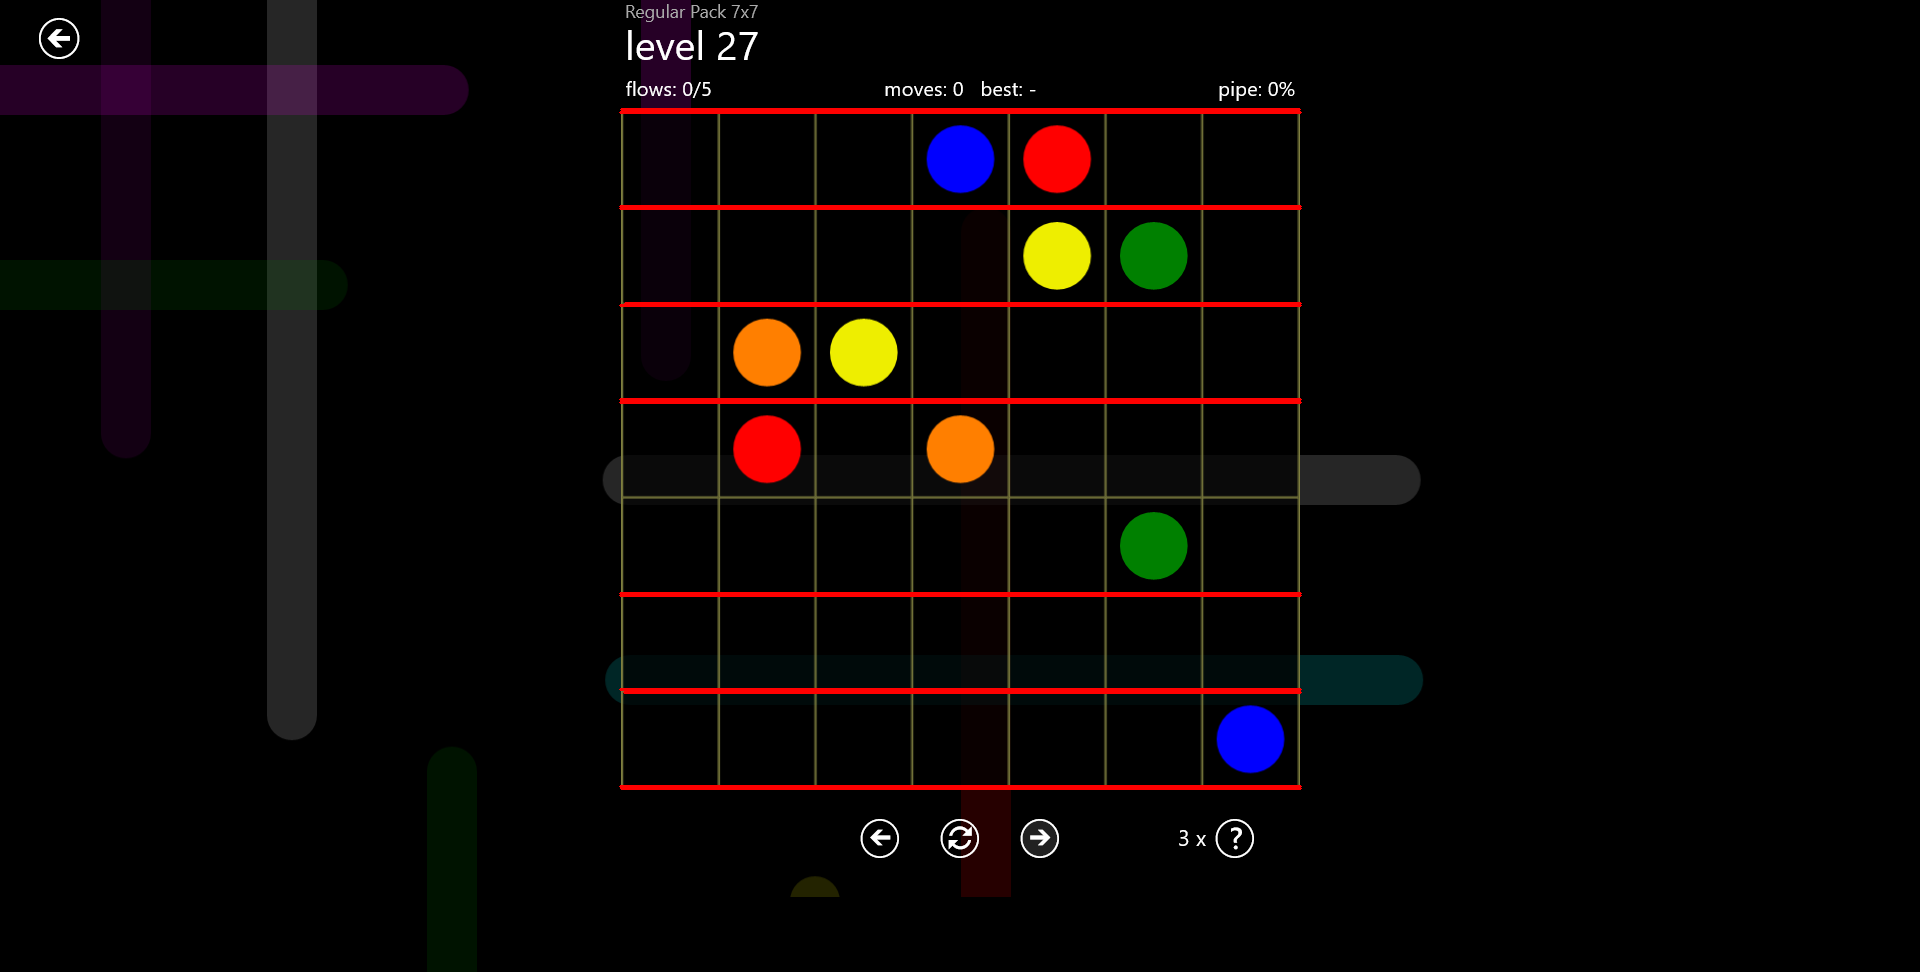 Regular Pack 7x7
level 27
flows: 0/5 moves: 0 best: - pipe: 0%
3 x ?